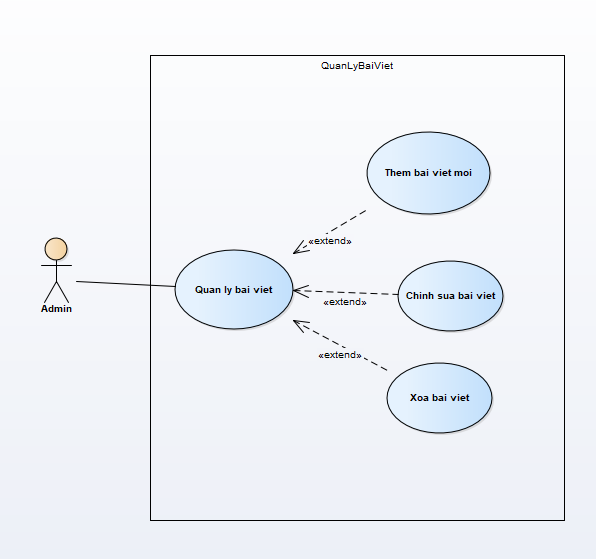 QuanLyBaiViet
Them bai viet moi
«extend»
Quan ly bai viet
Chinh sua bai viet
«extend»
Admin
«extend»
Xoa bai viet